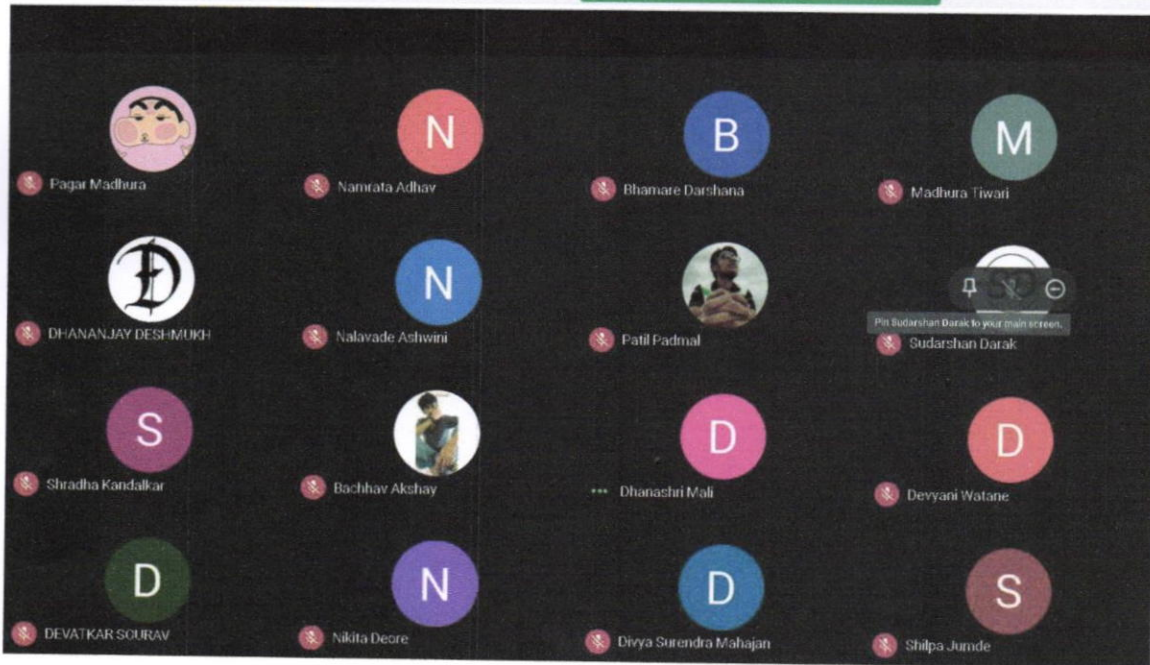 N
B
M
Pagar Madhura
Namrata Adhav
Bhamare Darshana
Madhura Tiwari
D
N
Pin Sudarshan Darak to your main screen.
DHANANJAY DESHMUKH
Nalavade Ashwini
Patil Padmal
Sudarshan Darak
S
D
D
Shradha Kandalkar
Bachhav Akshay
Dhanashri Mali
Devyani Watane
D
N
D
S
DEVATKAR SOURAV
Nikita Deore
Divya Surendra Mahajan
Shilpa Jumde